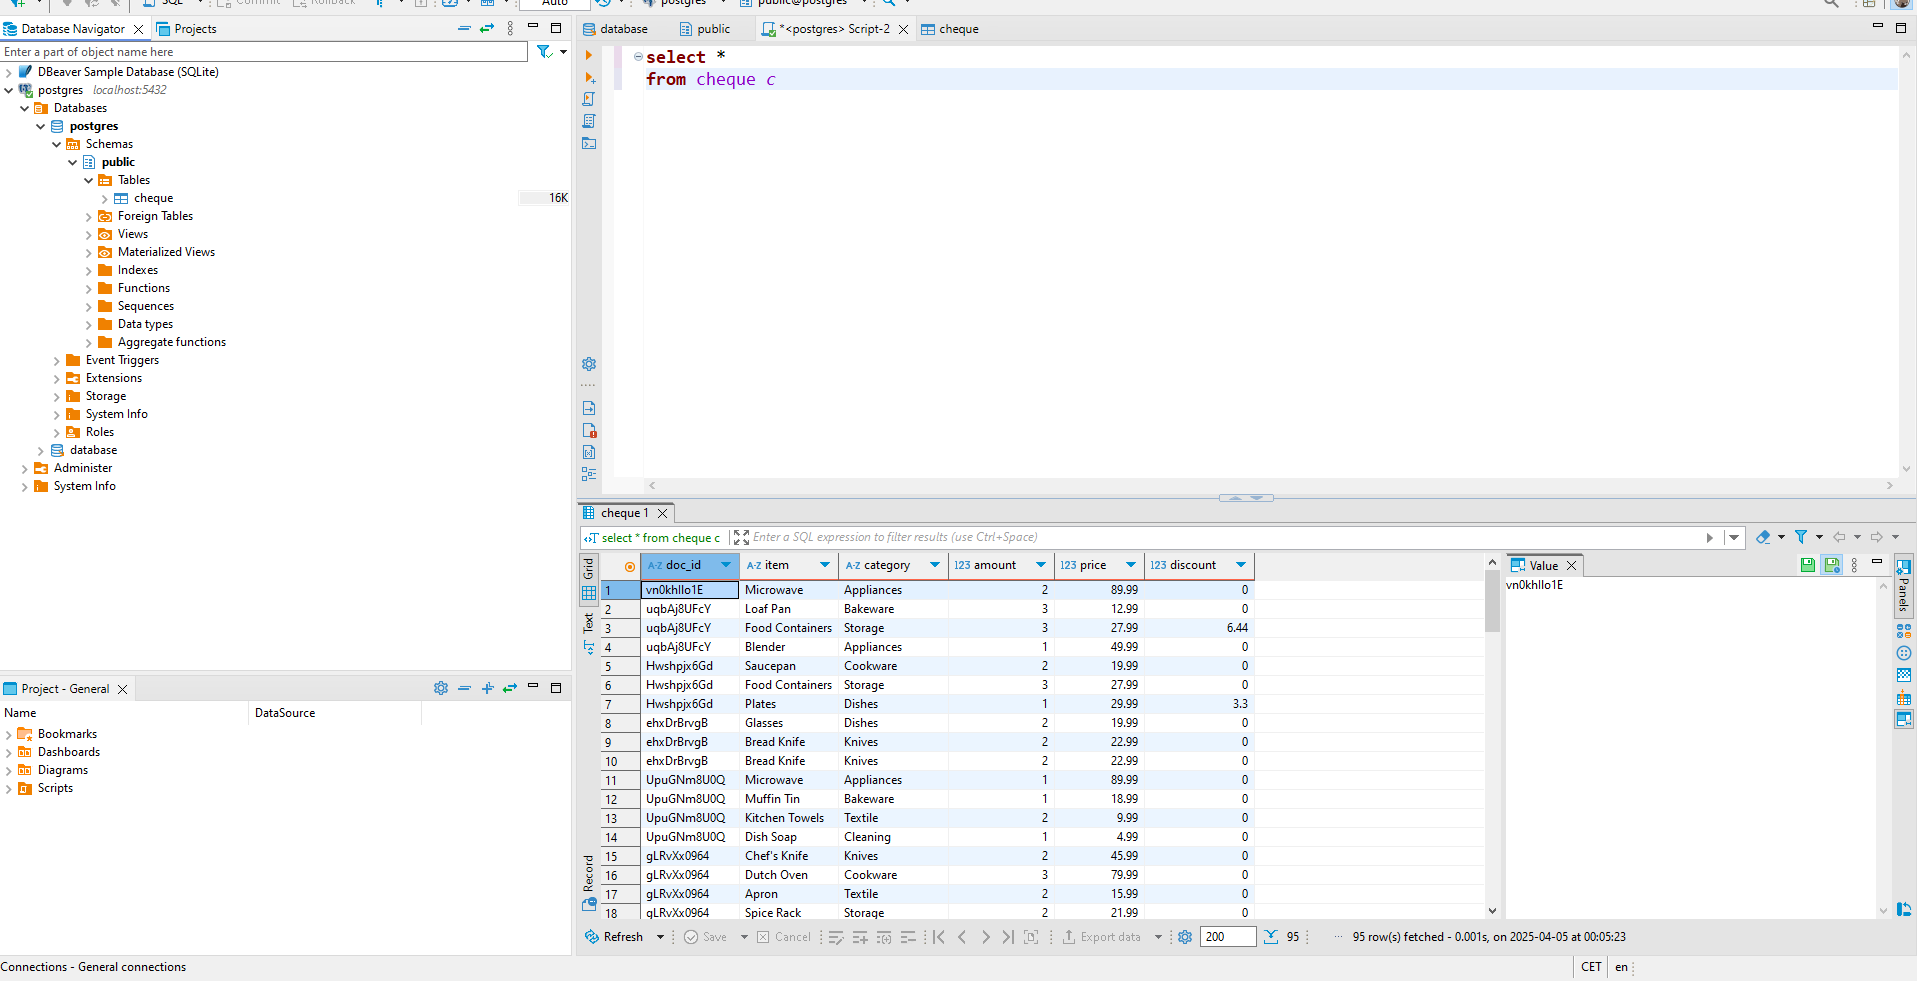 SQL Commit Rollback Auto postgres public@postgres
Database Navigator Projects
Enter a part of object name here
DBeaver Sample Database (SQLite)
postgres localhost:5432
Databases
postgres
Schemas
public
Tables
cheque 16K
Foreign Tables
Views
Materialized Views
Indexes
Functions
Sequences
Data types
Aggregate functions
Event Triggers
Extensions
Storage
System Info
Roles
database
Administer
System Info
Project - General
Name DataSource
Bookmarks
Dashboards
Diagrams
Scripts
database public *<postgres> Script-2 cheque
select *
from cheque c
cheque 1
select * from cheque c Enter a SQL expression to filter results (use Ctrl+Space)
Grid
Text
Record
A-Z doc_id A-Z item A-Z category 123 amount 123 price 123 discount
1 vn0khIlo1E Microwave Appliances 2 89.99 0
2 uqbAj8UFcY Loaf Pan Bakeware 3 12.99 0
3 uqbAj8UFcY Food Containers Storage 3 27.99 6.44
4 uqbAj8UFcY Blender Appliances 1 49.99 0
5 Hwshpjx6Gd Saucepan Cookware 2 19.99 0
6 Hwshpjx6Gd Food Containers Storage 3 27.99 0
7 Hwshpjx6Gd Plates Dishes 1 29.99 3.3
8 ehxDrBrvgB Glasses Dishes 2 19.99 0
9 ehxDrBrvgB Bread Knife Knives 2 22.99 0
10 ehxDrBrvgB Bread Knife Knives 2 22.99 0
11 UpuGNm8U0Q Microwave Appliances 1 89.99 0
12 UpuGNm8U0Q Muffin Tin Bakeware 1 18.99 0
13 UpuGNm8U0Q Kitchen Towels Textile 2 9.99 0
14 UpuGNm8U0Q Dish Soap Cleaning 1 4.99 0
15 gLRvXx0964 Chef's Knife Knives 2 45.99 0
16 gLRvXx0964 Dutch Oven Cookware 3 79.99 0
17 gLRvXx0964 Apron Textile 2 15.99 0
18 gLRvXx0964 Spice Rack Storage 2 21.99 0
Value
vn0khIlo1E
Panels
Refresh Save Cancel Export data 200 95 95 row(s) fetched - 0.001s, on 2025-04-05 at 00:05:23
Connections - General connections
CET en